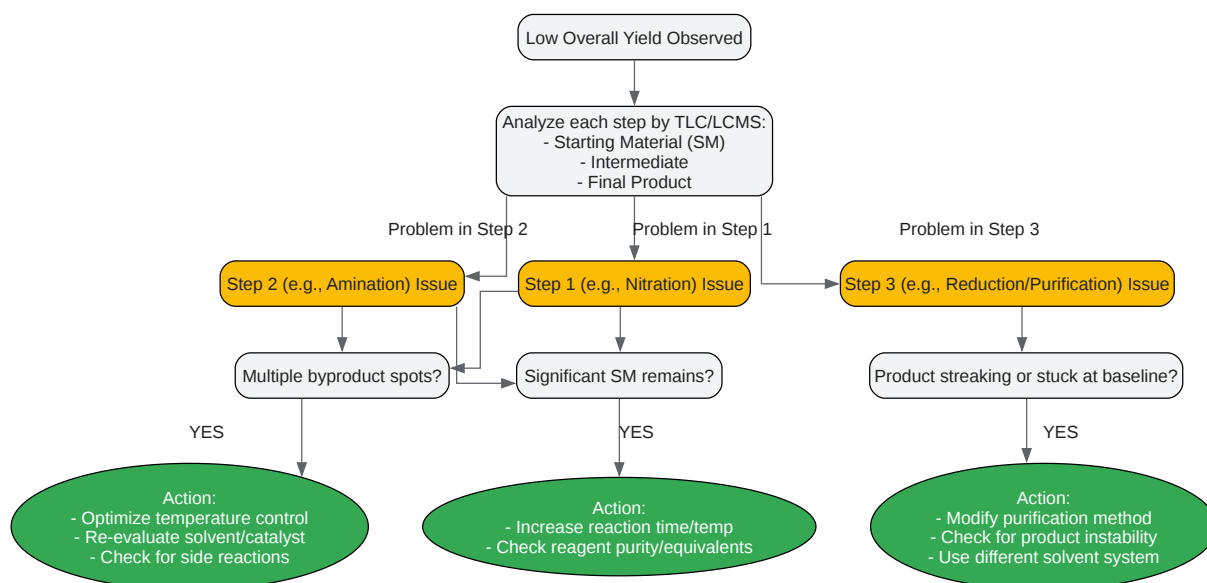 Low Overall Yield Observed
Analyze each step by TLC/LCMS:
- Starting Material (SM)
- Intermediate
- Final Product
Problem in Step 2
Problem in Step 1
Problem in Step 3
Step 2 (e.g., Amination) Issue
Step 1 (e.g., Nitration) Issue
Step 3 (e.g., Reduction/Purification) Issue
Multiple byproduct spots?
Significant SM remains?
Product streaking or stuck at baseline?
YES
YES
YES
Action:
- Optimize temperature control
- Re-evaluate solvent/catalyst
- Check for side reactions
Action:
- Increase reaction time/temp
- Check reagent purity/equivalents
Action:
- Modify purification method
- Check for product instability
- Use different solvent system